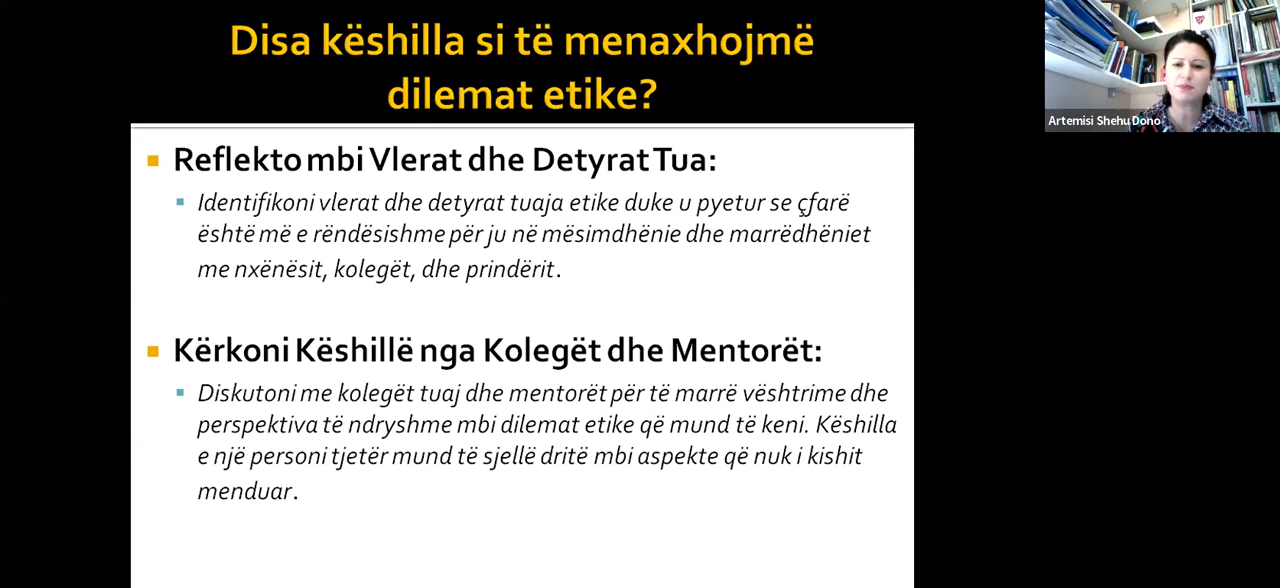 Disa këshilla si të menaxhojmë
dilemat etike?
Artemisi Shehu Dono
Reflekto mbi Vlerat dhe Detyrat Tua:
Identifikoni vlerat dhe detyrat tuaja etike duke u pyetur se çfarë
është më e rëndësishme për ju në mësimdhënie dhe marrëdhëniet
me nxënësit, kolegët, dhe prindërit.
Kërkoni Këshillë nga Kolegët dhe Mentorët:
Diskutoni me kolegët tuaj dhe mentorët për të marrë vështrime dhe
perspektiva të ndryshme mbi dilemat etike që mund të keni. Këshilla
e një personi tjetër mund të sjellë dritë mbi aspekte që nuk i kishit
menduar.